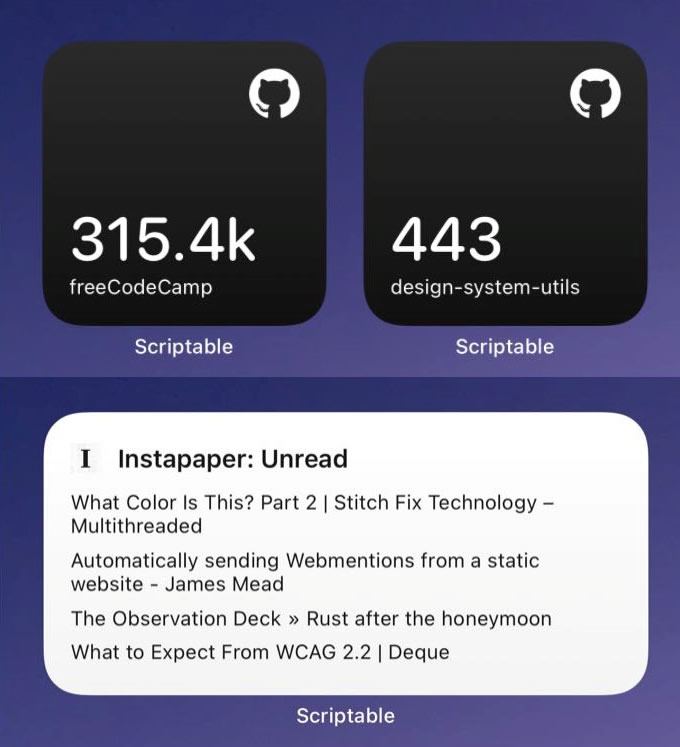 315.4k
freeCodeCamp
Scriptable
443
design-system-utils
Scriptable
I Instapaper: Unread
What Color Is This? Part 2 | Stitch Fix Technology –
Multithreaded
Automatically sending Webmentions from a static
website - James Mead
The Observation Deck » Rust after the honeymoon
What to Expect From WCAG 2.2 | Deque
Scriptable